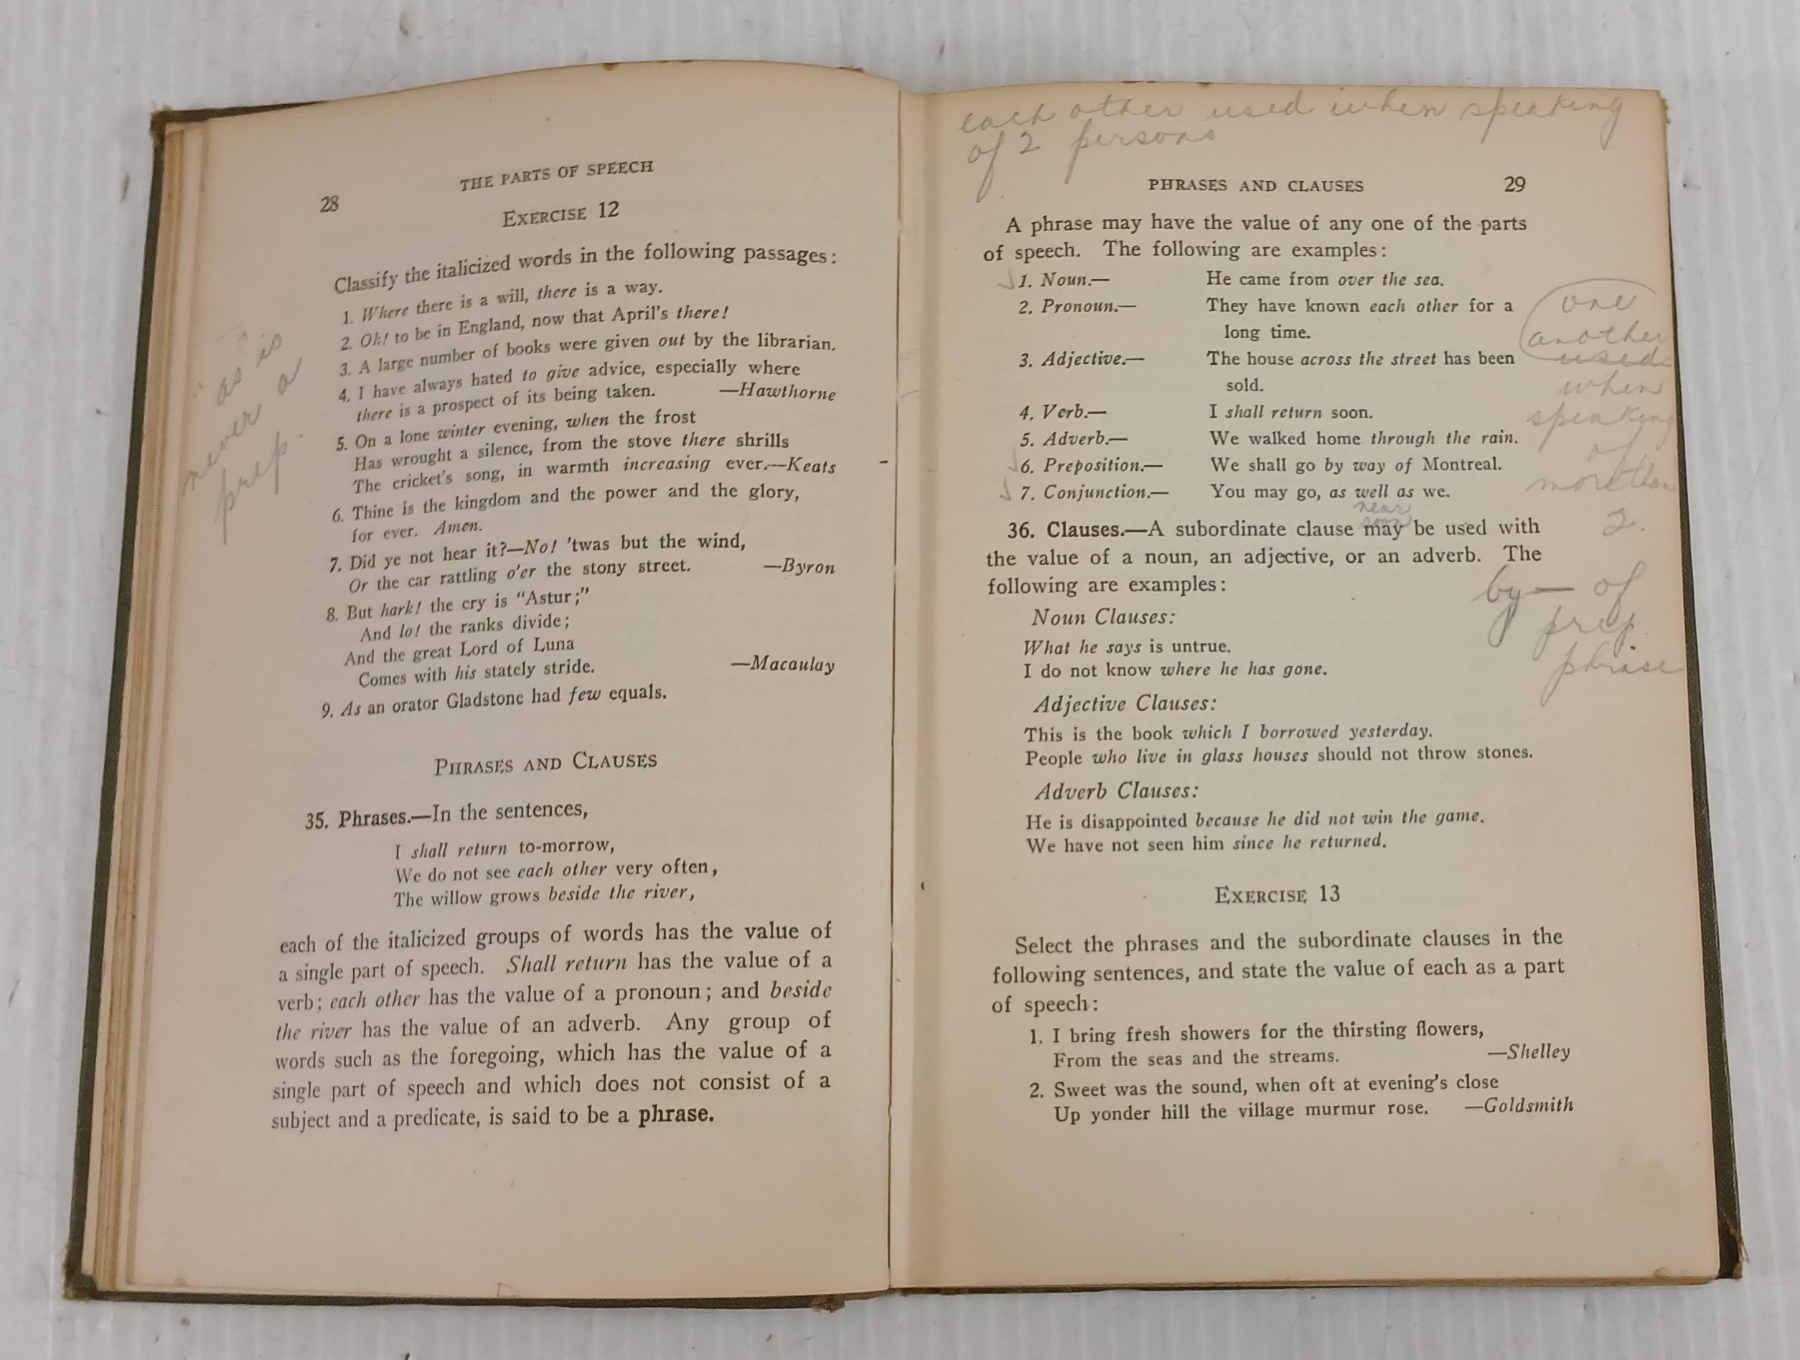 28
THE PARTS OF SPEECH
EXERCISE 12
Classify the italicized words in the following passages:
1. Where there is a will, there is a way.
2. Oh! to be in England, now that April's there!
3. A large number of books were given out by the librarian.
4. I have always hated to give advice, especially where
there is a prospect of its being taken. —Hawthorne
5. On a lone winter evening, when the frost
Has wrought a silence, from the stove there shrills
The cricket's song, in warmth increasing ever.—Keats
6. Thine is the kingdom and the power and the glory,
for ever. Amen.
7. Did ye not hear it?—No! 'twas but the wind,
Or the car rattling o'er the stony street. —Byron
8. But hark! the cry is "Astur;"
And lo! the ranks divide;
And the great Lord of Luna
Comes with his stately stride. —Macaulay
9. As an orator Gladstone had few equals.
"as" is
never a
prep.
PHRASES AND CLAUSES
35. Phrases.—In the sentences,
I shall return to-morrow,
We do not see each other very often,
The willow grows beside the river,
each of the italicized groups of words has the value of
a single part of speech. Shall return has the value of a
verb; each other has the value of a pronoun; and beside
the river has the value of an adverb. Any group of
words such as the foregoing, which has the value of a
single part of speech and which does not consist of a
subject and a predicate, is said to be a phrase.
each other used when speaking
of 2 persons
PHRASES AND CLAUSES 29
A phrase may have the value of any one of the parts
of speech. The following are examples:
1. Noun.— He came from over the sea.
2. Pronoun.— They have known each other for a
long time.
3. Adjective.— The house across the street has been
sold.
4. Verb.— I shall return soon.
5. Adverb.— We walked home through the rain.
6. Preposition.— We shall go by way of Montreal.
7. Conjunction.— You may go, as well as we.
one
another
used
when
speaking
of
more than
2.
near
36. Clauses.—A subordinate clause may be used with
the value of a noun, an adjective, or an adverb. The
following are examples:
by — of
prep.
phrase
Noun Clauses:
What he says is untrue.
I do not know where he has gone.
Adjective Clauses:
This is the book which I borrowed yesterday.
People who live in glass houses should not throw stones.
Adverb Clauses:
He is disappointed because he did not win the game.
We have not seen him since he returned.
EXERCISE 13
Select the phrases and the subordinate clauses in the
following sentences, and state the value of each as a part
of speech:
1. I bring fresh showers for the thirsting flowers,
From the seas and the streams. —Shelley
2. Sweet was the sound, when oft at evening's close
Up yonder hill the village murmur rose. —Goldsmith